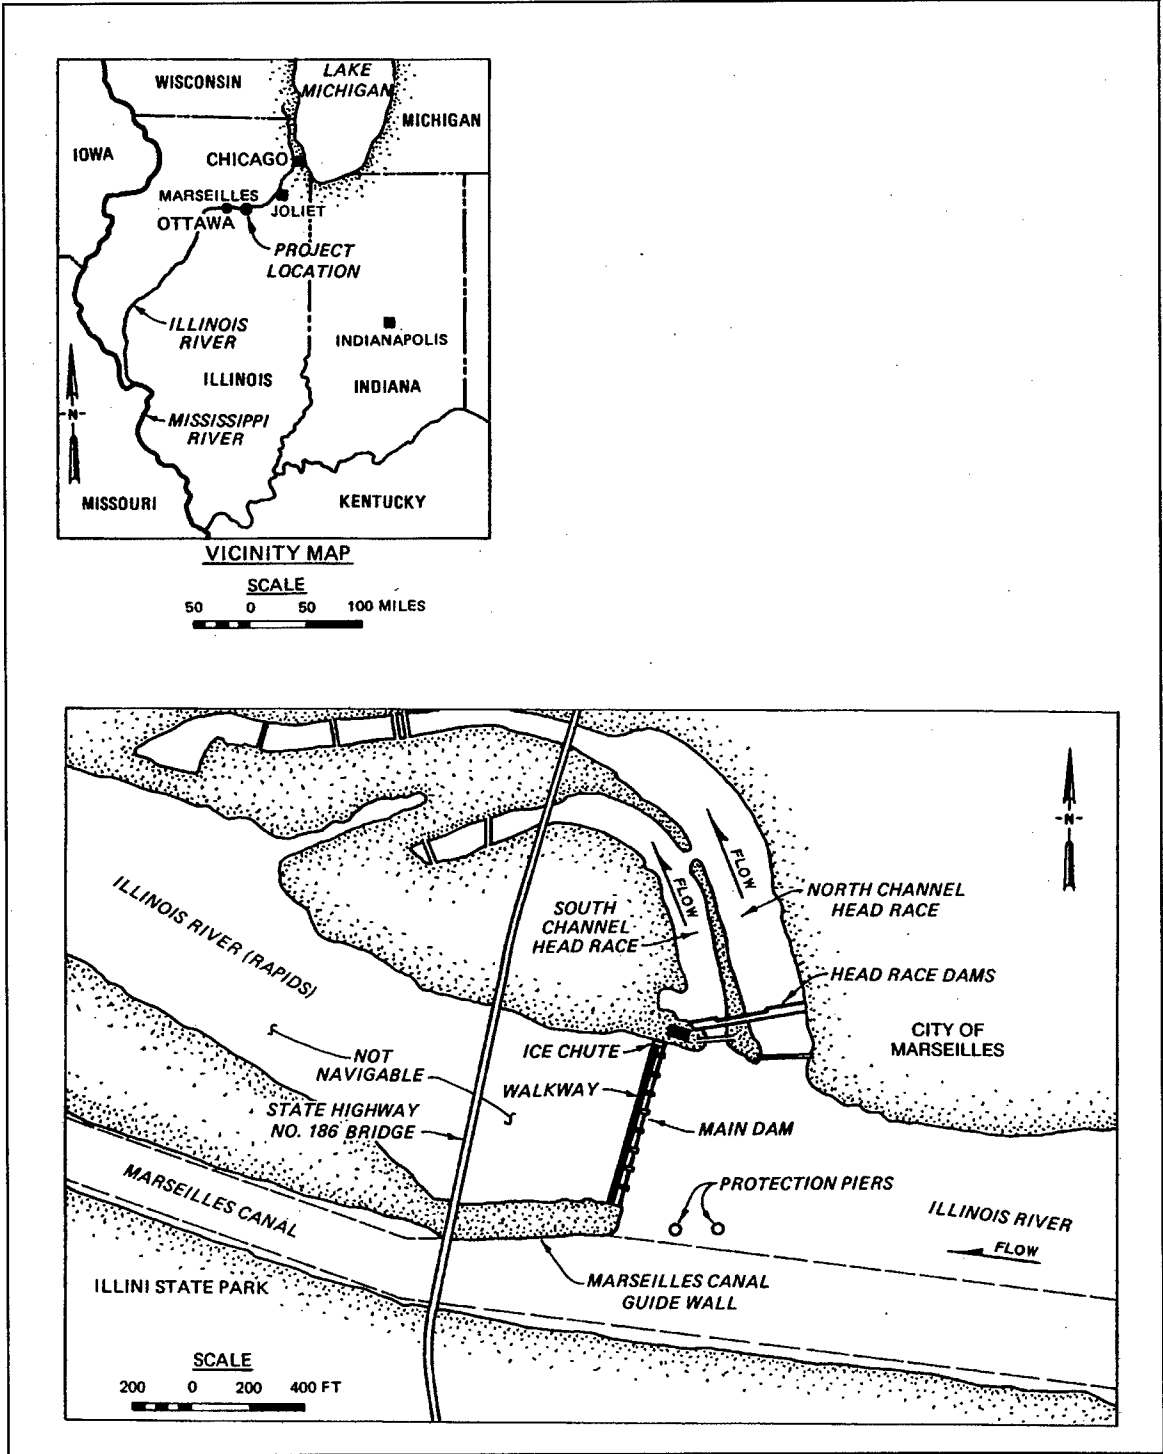 WISCONSIN
LAKE
MICHIGAN
MICHIGAN
IOWA
CHICAGO
MARSEILLES
JOLIET
OTTAWA
PROJECT
LOCATION
ILLINOIS
RIVER
INDIANAPOLIS
ILLINOIS
INDIANA
N
MISSISSIPPI
RIVER
MISSOURI
KENTUCKY
VICINITY MAP
SCALE
50 0 50 100 MILES
N
FLOW
FLOW
NORTH CHANNEL
HEAD RACE
SOUTH
CHANNEL
HEAD RACE
ILLINOIS RIVER (RAPIDS)
HEAD RACE DAMS
CITY OF
MARSEILLES
ICE CHUTE
NOT
NAVIGABLE
WALKWAY
STATE HIGHWAY
NO. 186 BRIDGE
MAIN DAM
MARSEILLES CANAL
PROTECTION PIERS
ILLINOIS RIVER
FLOW
ILLINI STATE PARK
MARSEILLES CANAL
GUIDE WALL
SCALE
200 0 200 400 FT